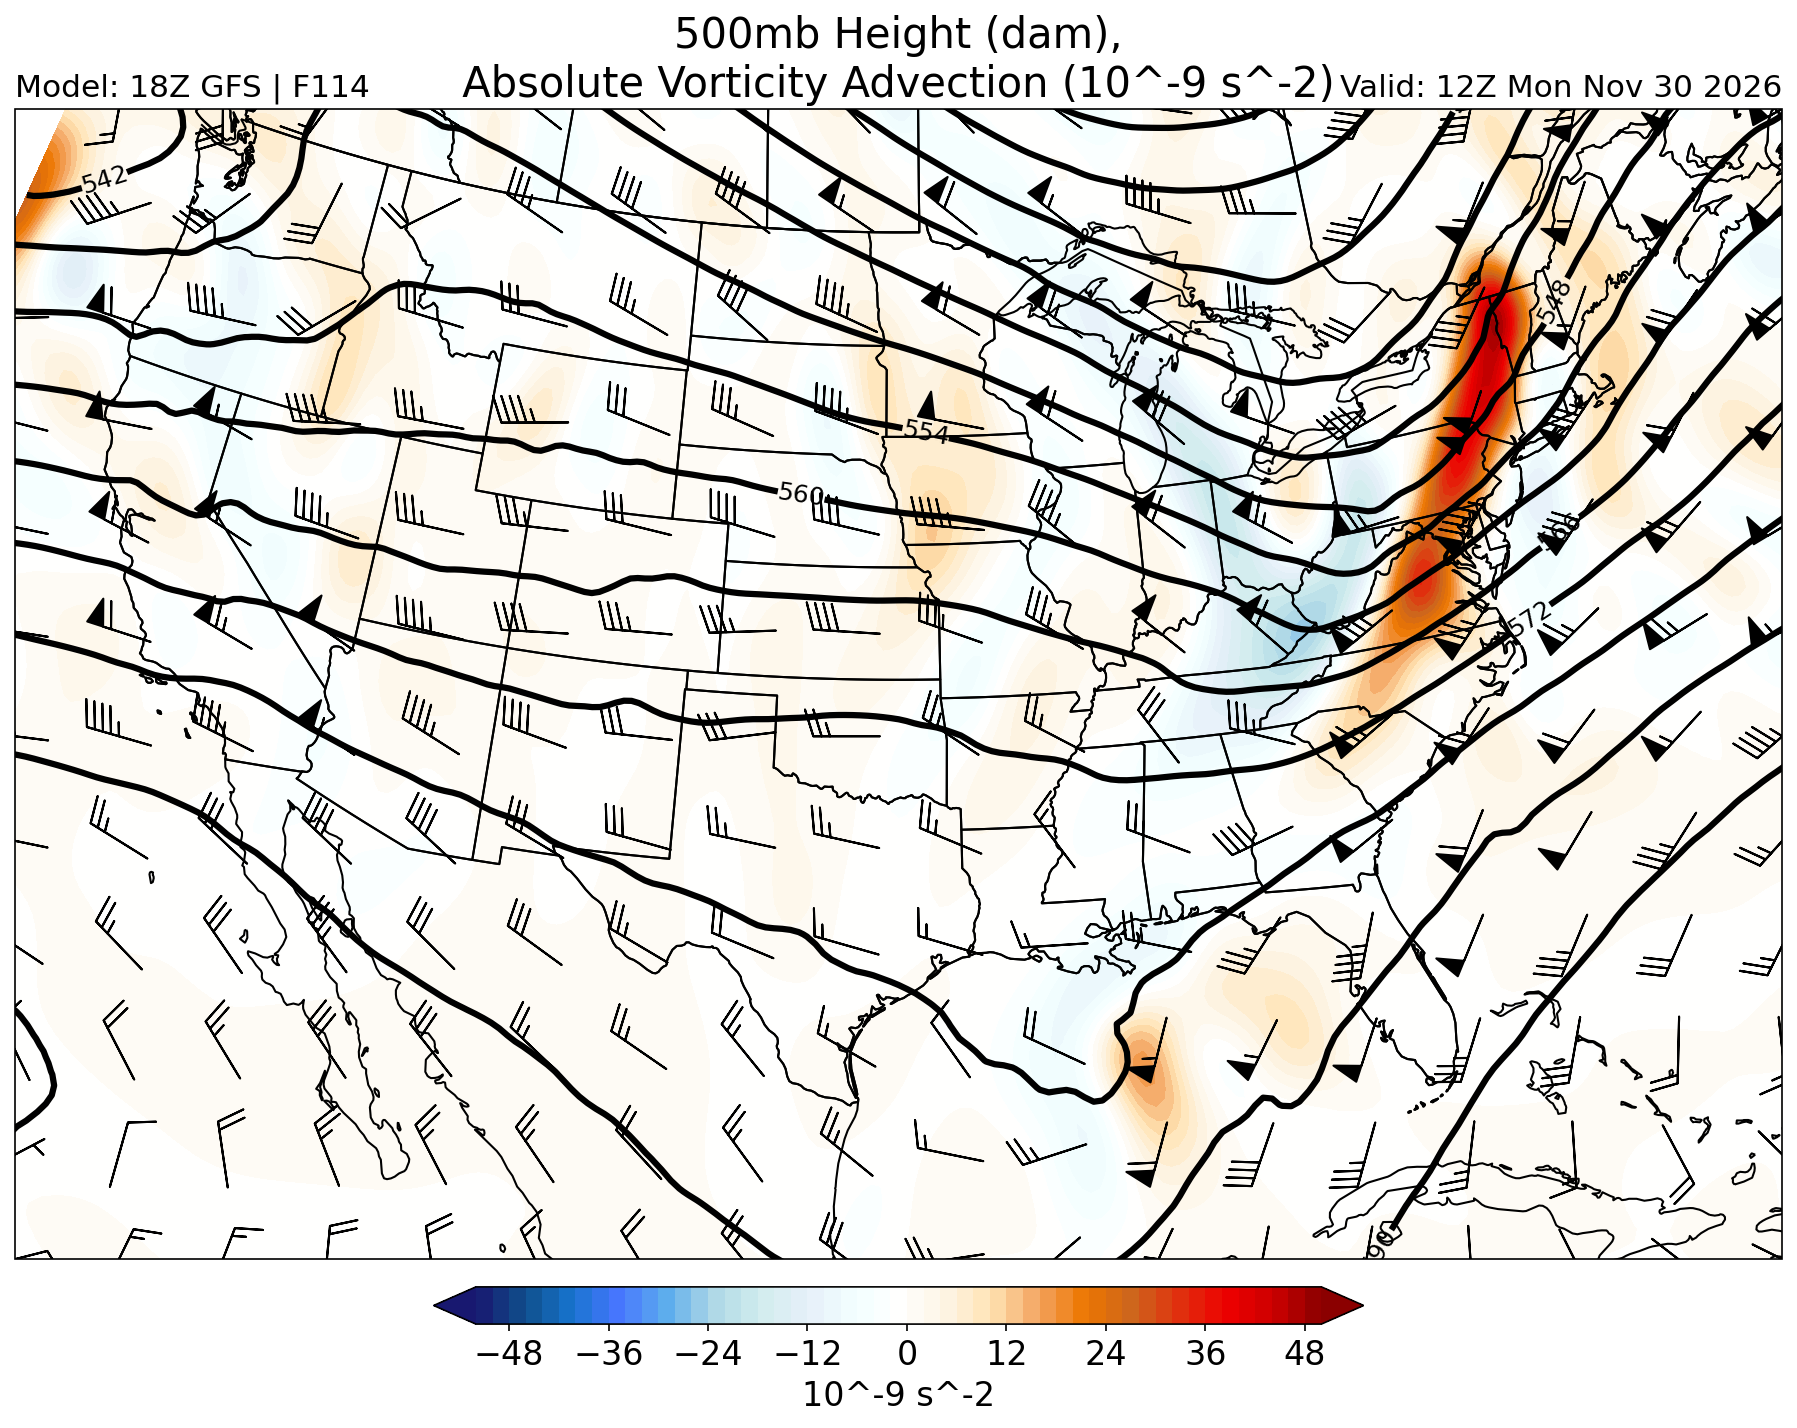 500mb Height (dam),
Model: 18Z GFS | F114
Absolute Vorticity Advection (10^-9 s^-2)
Valid: 12Z Mon Nov 30 2026
542
548
554
560
572
−48
−36
−24
−12
0
12
24
36
48
10^-9 s^-2